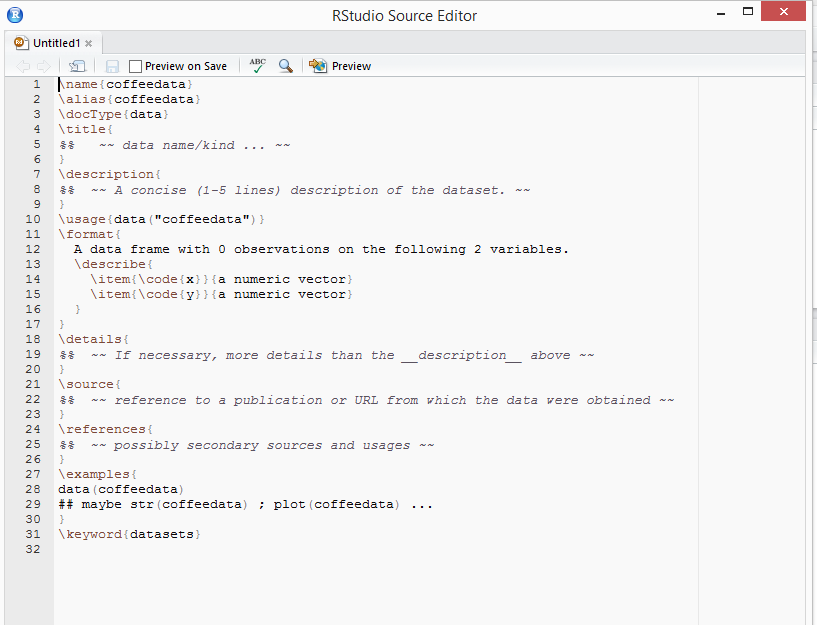 R
RStudio Source Editor
Untitled1
Preview on Save
ABC
Preview
1 \name{coffeedata}
2 \alias{coffeedata}
3 \docType{data}
4 \title{
5 %% ~~ data name/kind ... ~~
6 }
7 \description{
8 %% ~~ A concise (1-5 lines) description of the dataset. ~~
9 }
10 \usage{data("coffeedata")}
11 \format{
12 A data frame with 0 observations on the following 2 variables.
13 \describe{
14 \item{\code{x}}{a numeric vector}
15 \item{\code{y}}{a numeric vector}
16 }
17 }
18 \details{
19 %% ~~ If necessary, more details than the __description__ above ~~
20 }
21 \source{
22 %% ~~ reference to a publication or URL from which the data were obtained ~~
23 }
24 \references{
25 %% ~~ possibly secondary sources and usages ~~
26 }
27 \examples{
28 data(coffeedata)
29 ## maybe str(coffeedata) ; plot(coffeedata) ...
30 }
31 \keyword{datasets}
32